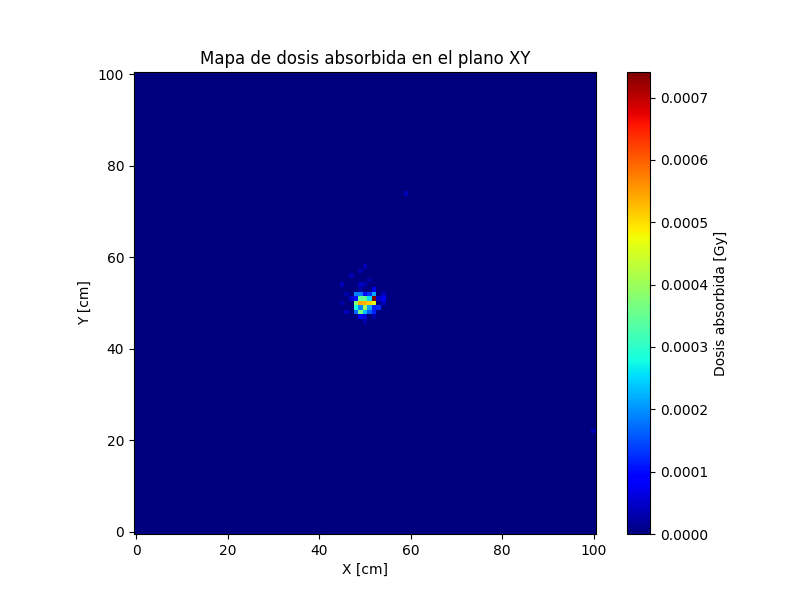 Mapa de dosis absorbida en el plano XY
100
80
60
40
20
0
Y [cm]
0 20 40 60 80 100
X [cm]
0.0007
0.0006
0.0005
0.0004
0.0003
0.0002
0.0001
0.0000
Dosis absorbida [Gy]